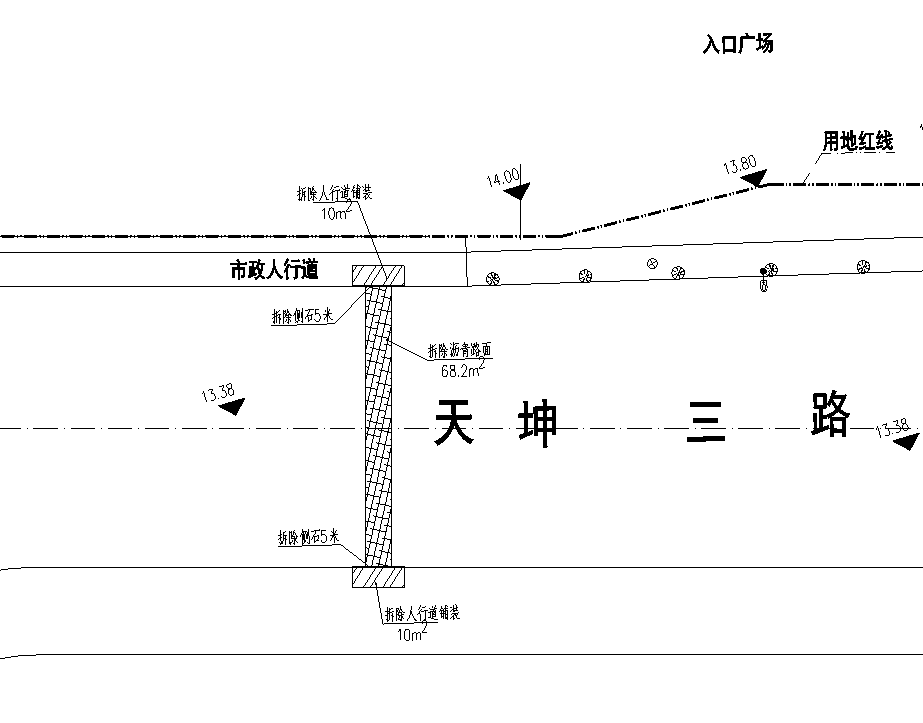 入口广场
用地红线
13.80
14.00
拆除人行道铺装
10m²
市政人行道
拆除侧石5米
拆除沥青路面
68.2m²
13.38
天坤三路
13.38
拆除侧石5米
拆除人行道铺装
10m²